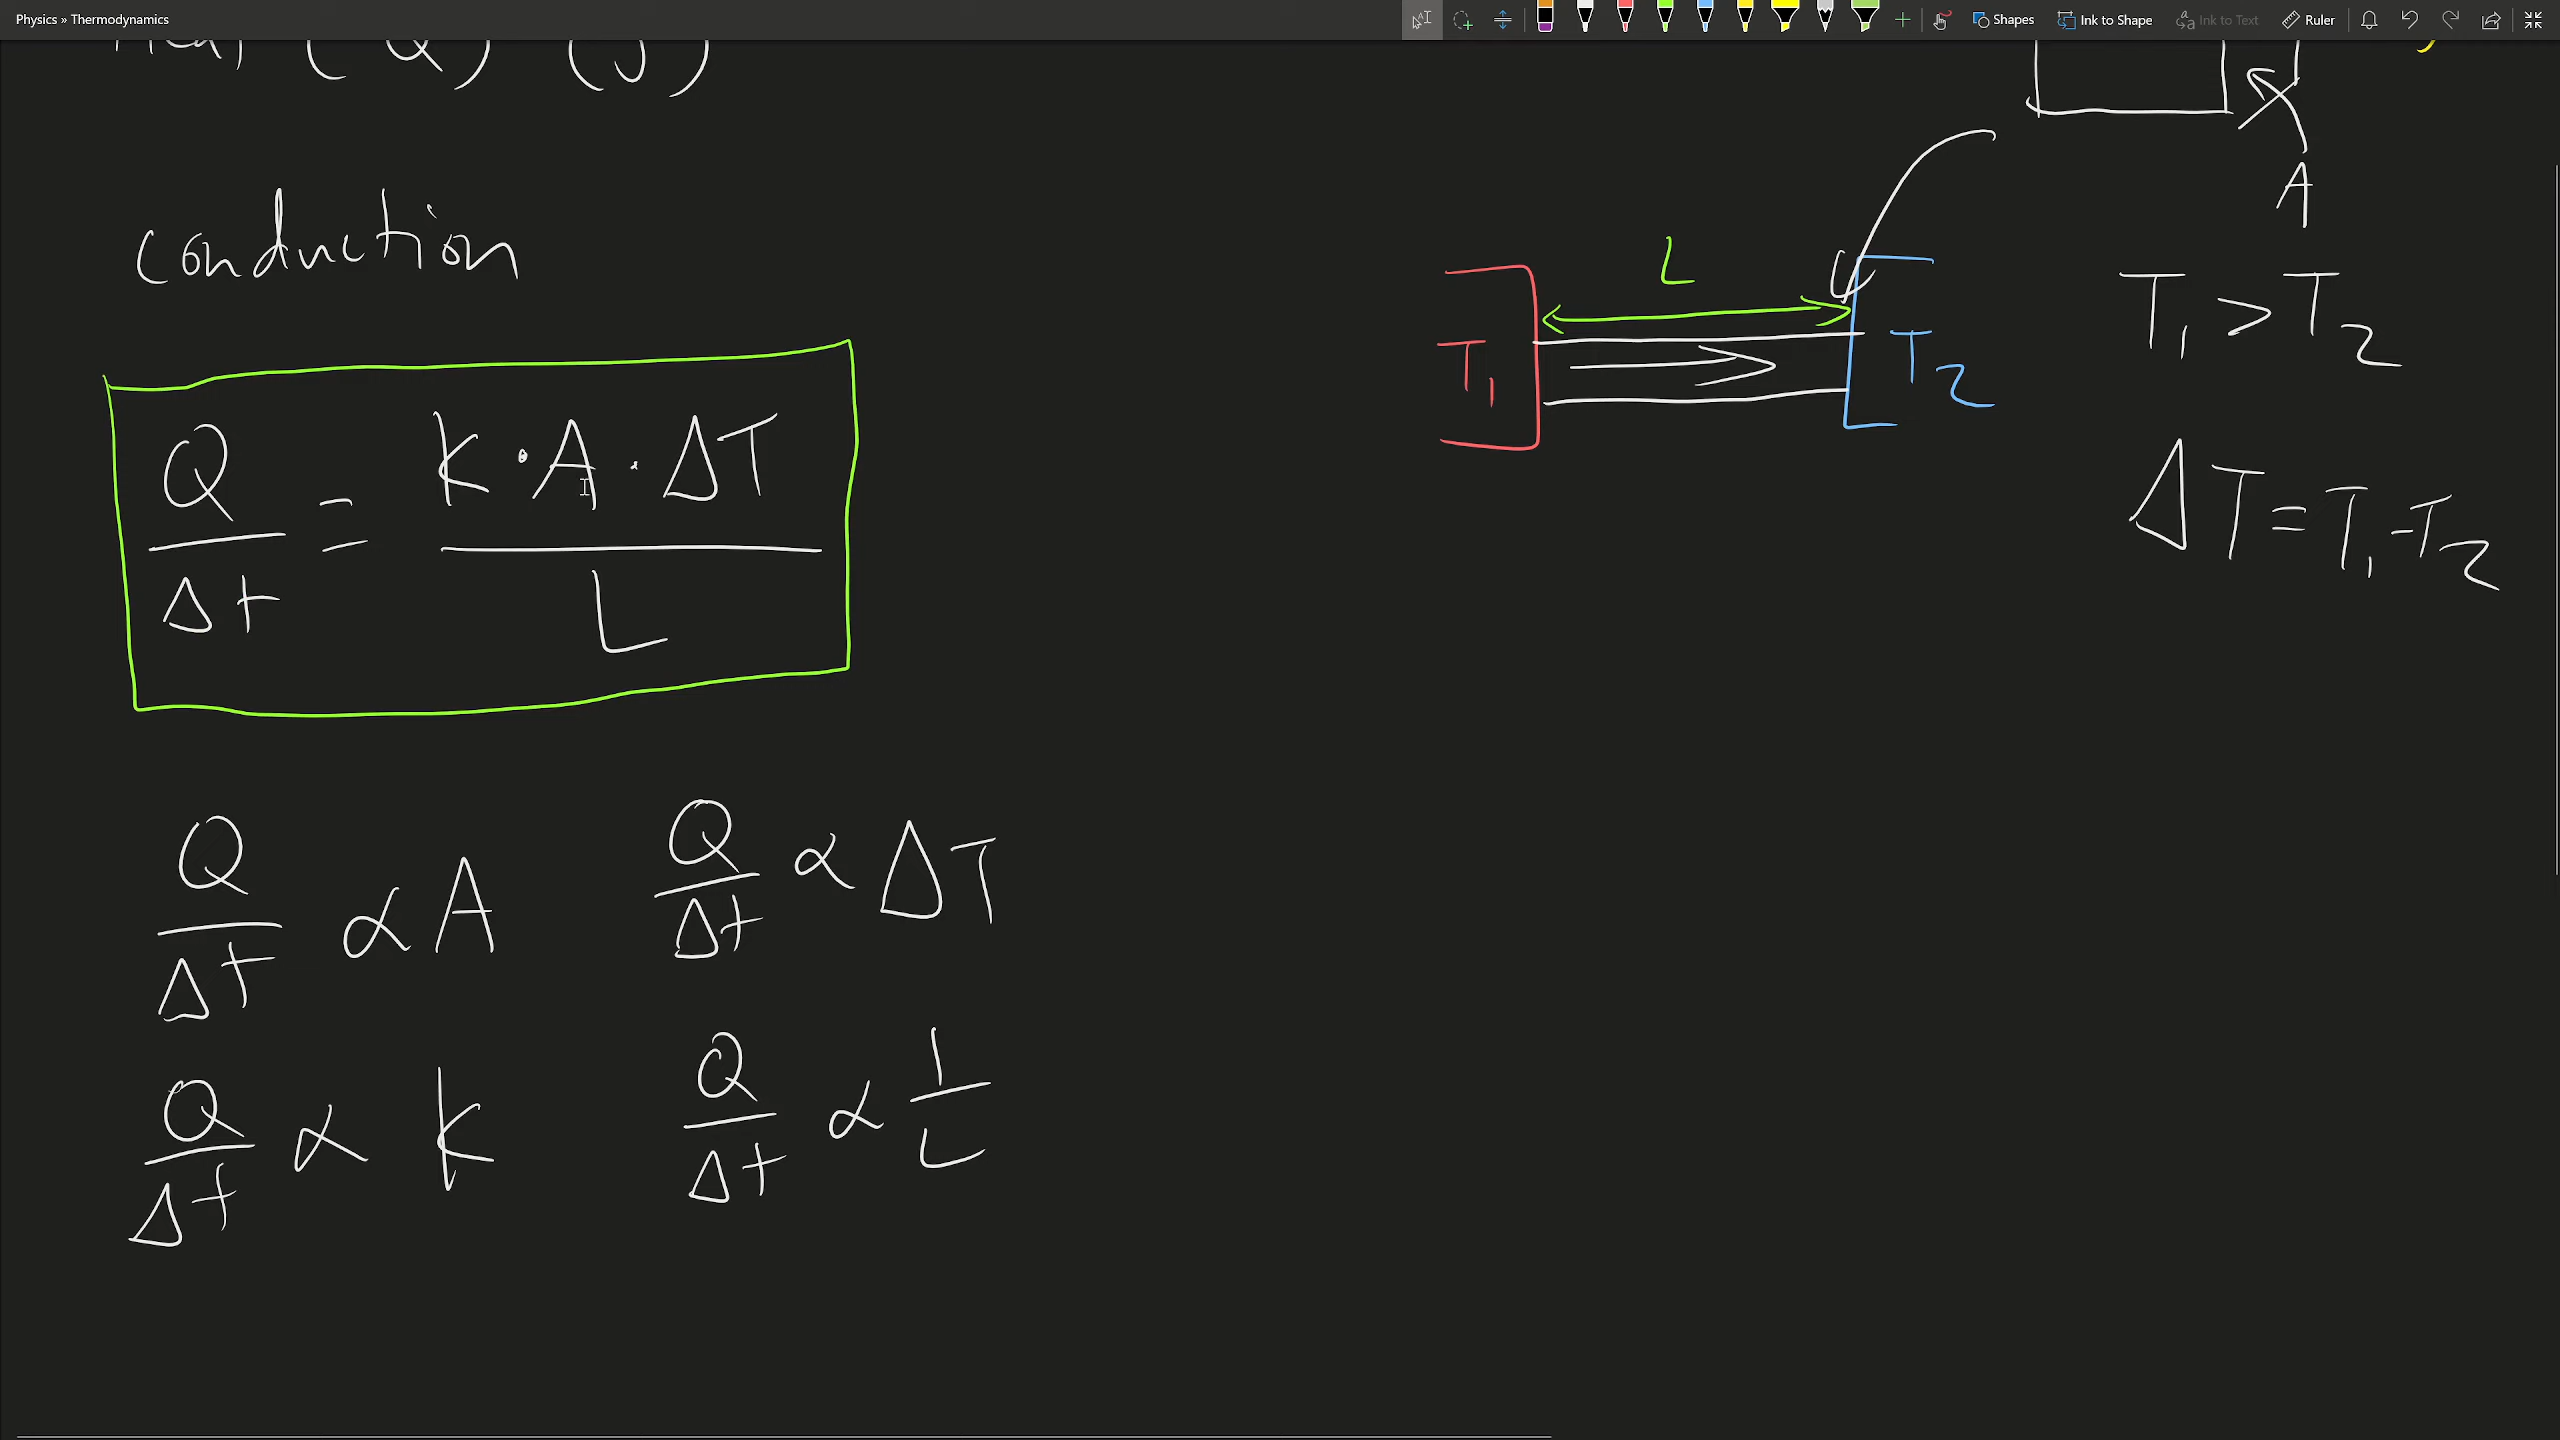 Physics » Thermodynamics
Shapes Ink to Shape Ink to Text Ruler
(Q) (J)
A
conduction
L
T₁ T₂
T₁ > T₂
ΔT = T₁ - T₂
Q/Δt = K · A · ΔT / L
Q/Δt ∝ A
Q/Δt ∝ ΔT
Q/Δt ∝ K
Q/Δt ∝ 1/L